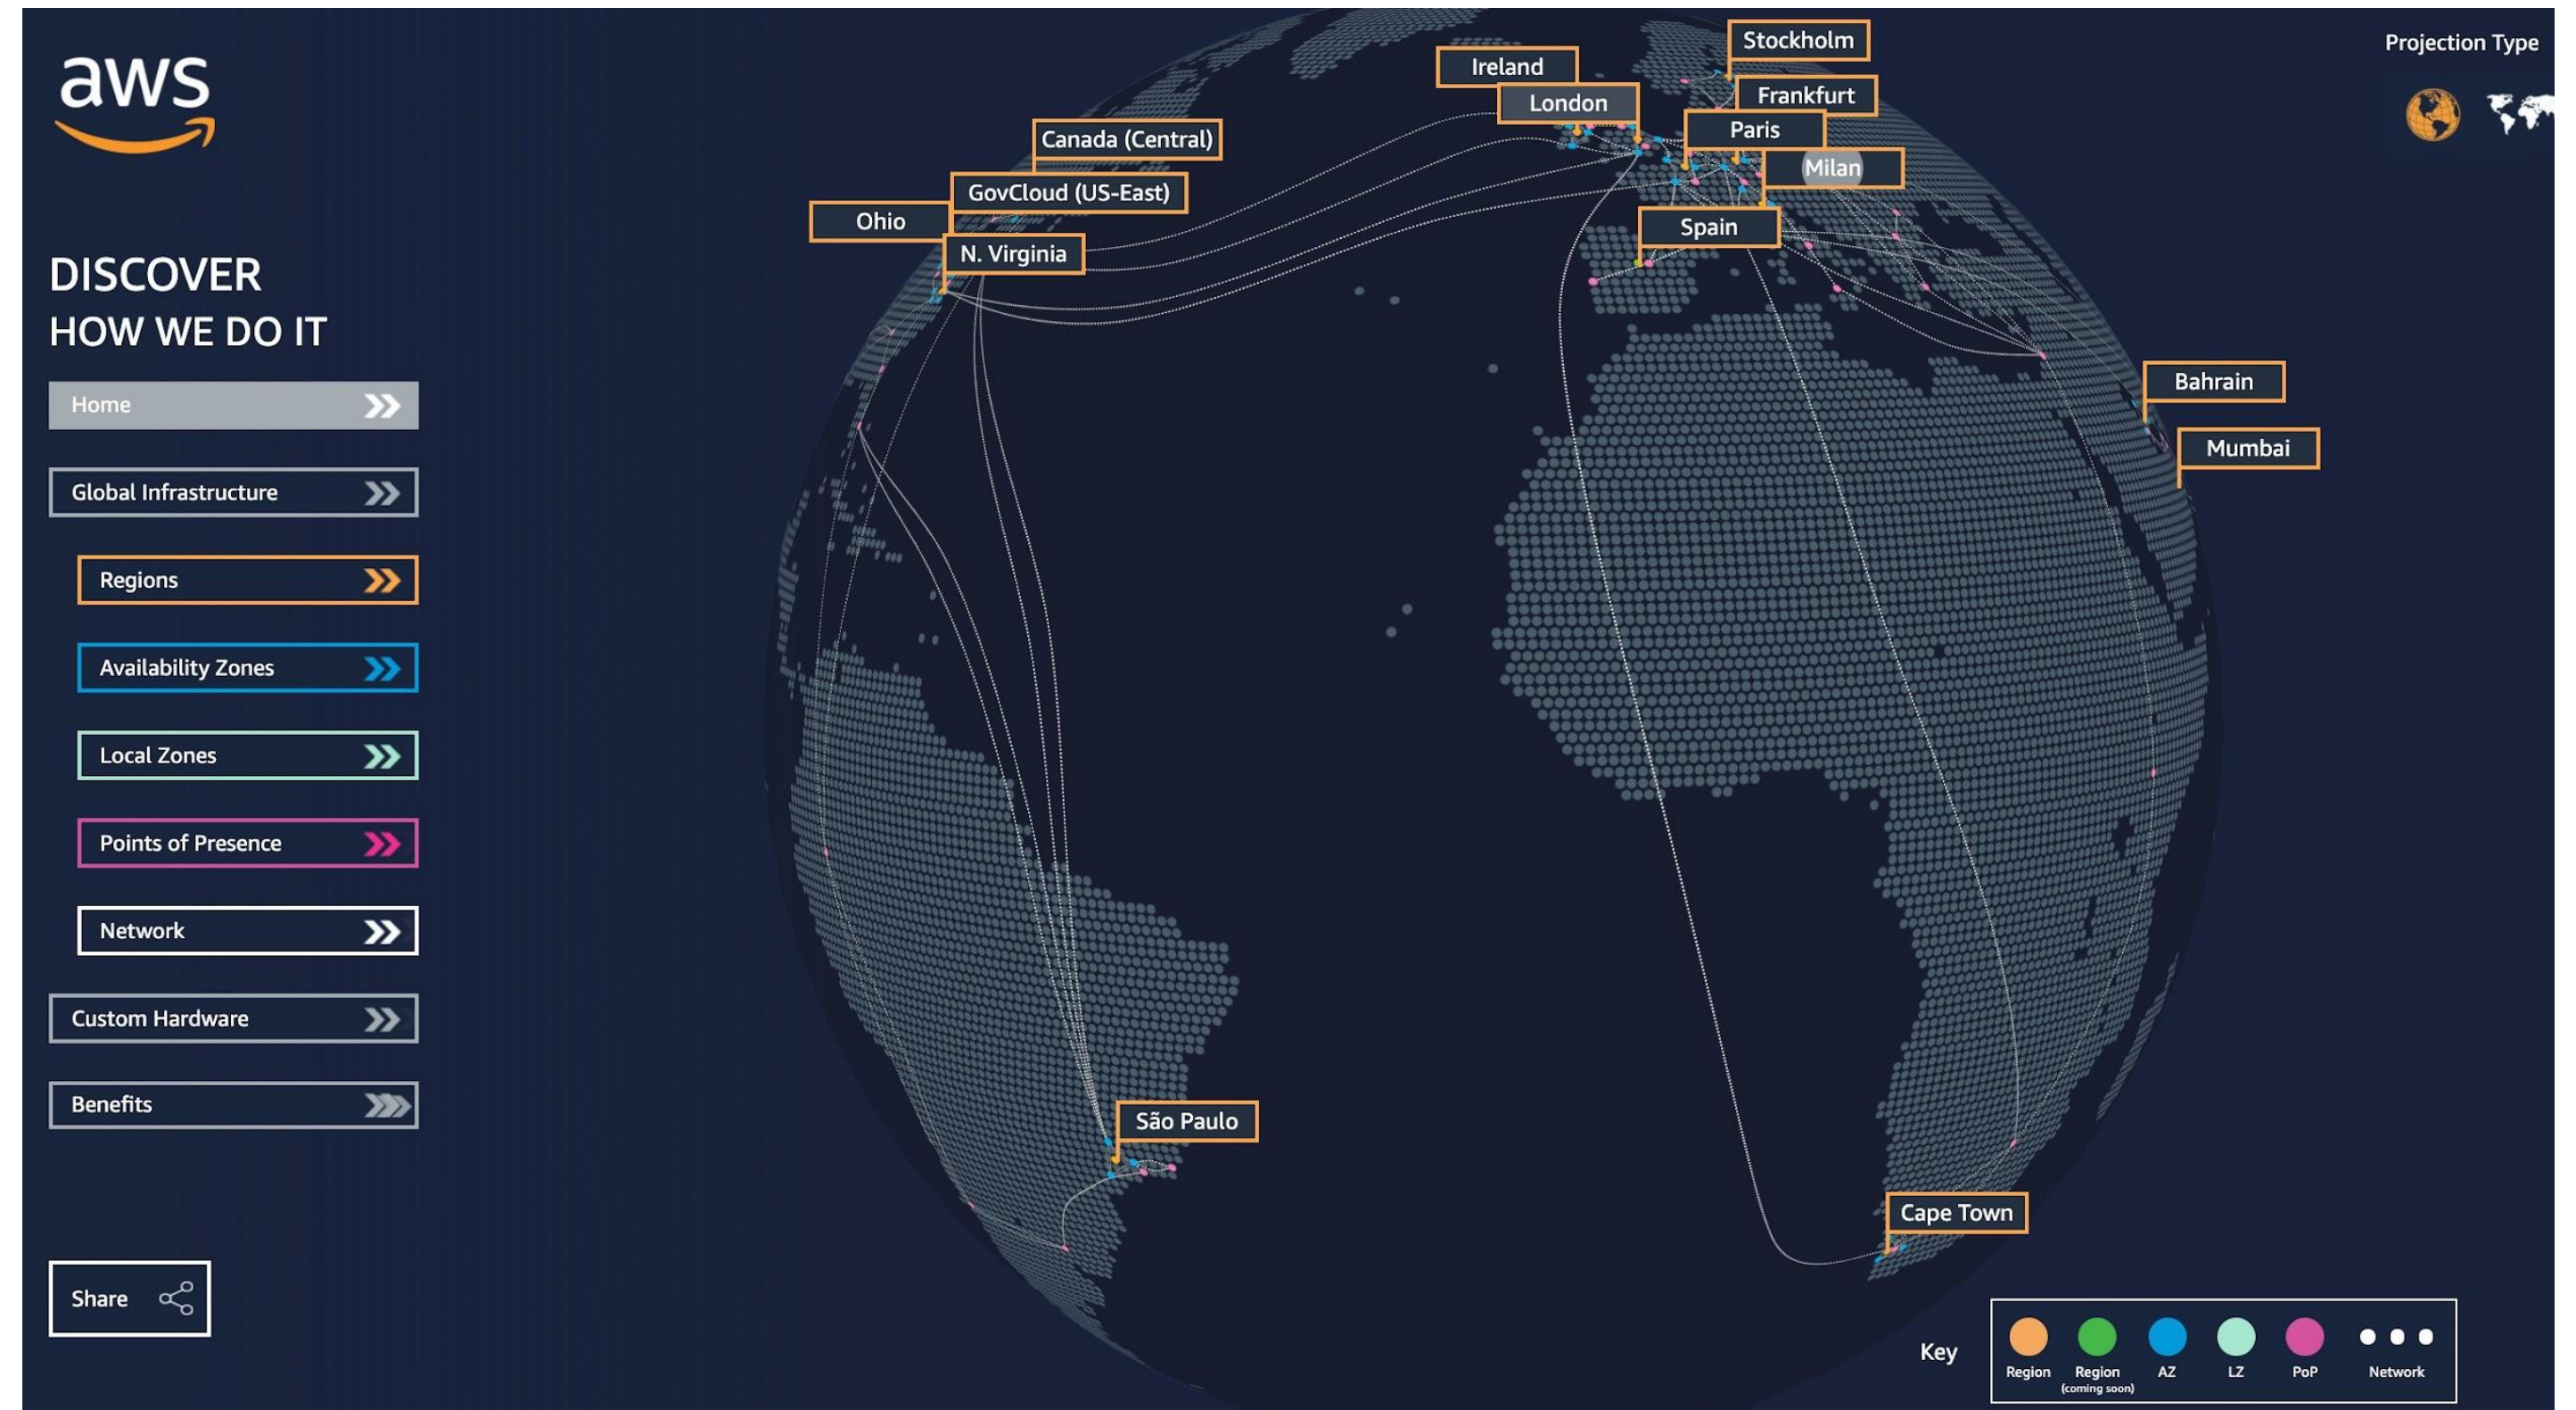 aws
DISCOVER
HOW WE DO IT
Home
Global Infrastructure
Regions
Availability Zones
Local Zones
Points of Presence
Network
Custom Hardware
Benefits
Share
Projection Type
Stockholm
Ireland
Frankfurt
London
Paris
Canada (Central)
Milan
GovCloud (US-East)
Ohio
Spain
N. Virginia
Bahrain
Mumbai
São Paulo
Cape Town
Key
Region
Region
(coming soon)
AZ
LZ
PoP
Network